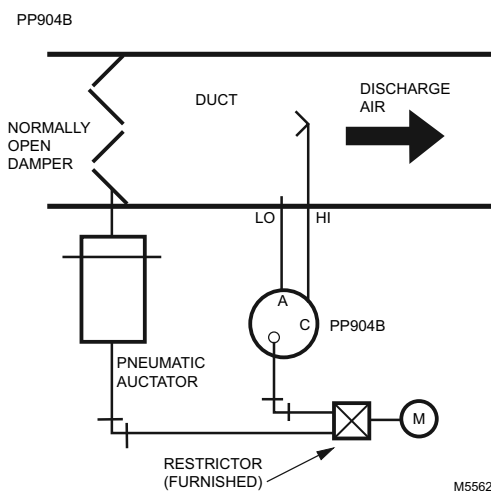 PP904B
DUCT
DISCHARGE
AIR
NORMALLY
OPEN
DAMPER
LO
HI
A
C
PP904B
PNEUMATIC
AUCTATOR
M
RESTRICTOR
(FURNISHED)
M5562